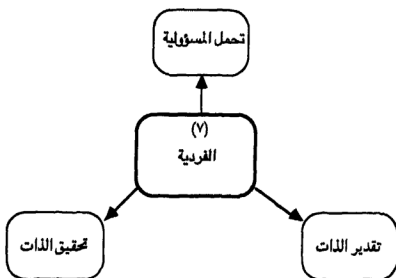 تحمل المسؤولية
(٧)
الفردية
تحقيق الذات
تقدير الذات